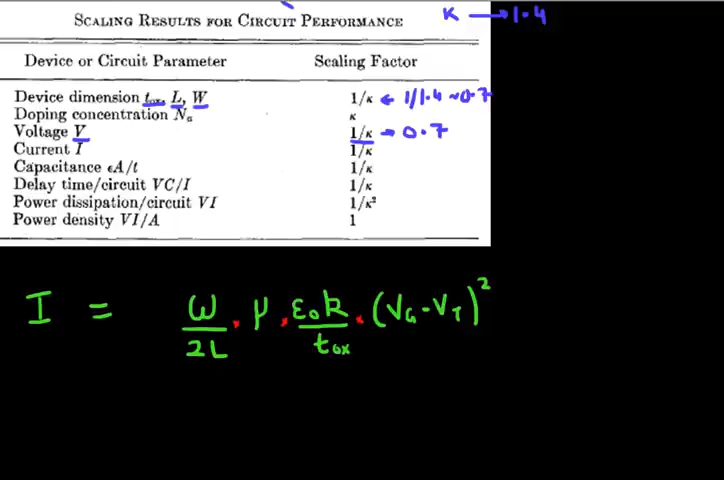 SCALING RESULTS FOR CIRCUIT PERFORMANCE
κ → 1.4
Device or Circuit Parameter Scaling Factor
Device dimension tox, L, W 1/κ ← 1/1.4 ~ 0.7
Doping concentration Na κ
Voltage V 1/κ → 0.7
Current I 1/κ
Capacitance εA/t 1/κ
Delay time/circuit VC/I 1/κ
Power dissipation/circuit VI 1/κ²
Power density VI/A 1
I = W/2L . μ . ε₀k/tox . (VG - VT)²